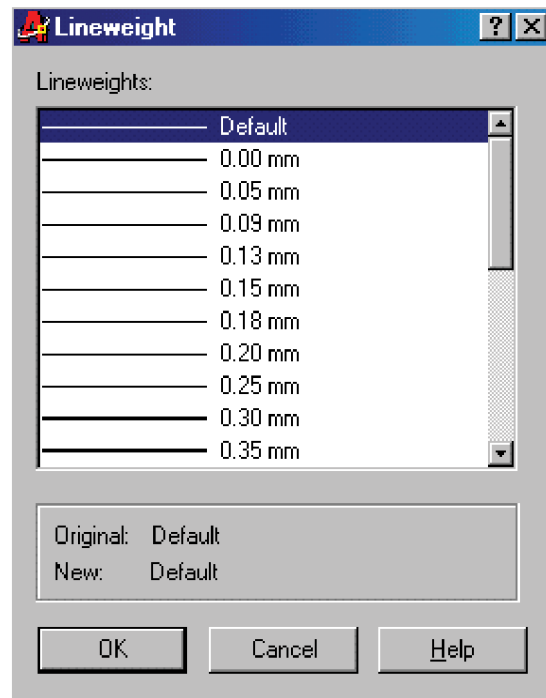 Lineweight
Lineweights:
Default
0.00 mm
0.05 mm
0.09 mm
0.13 mm
0.15 mm
0.18 mm
0.20 mm
0.25 mm
0.30 mm
0.35 mm
Original: Default
New: Default
OK Cancel Help